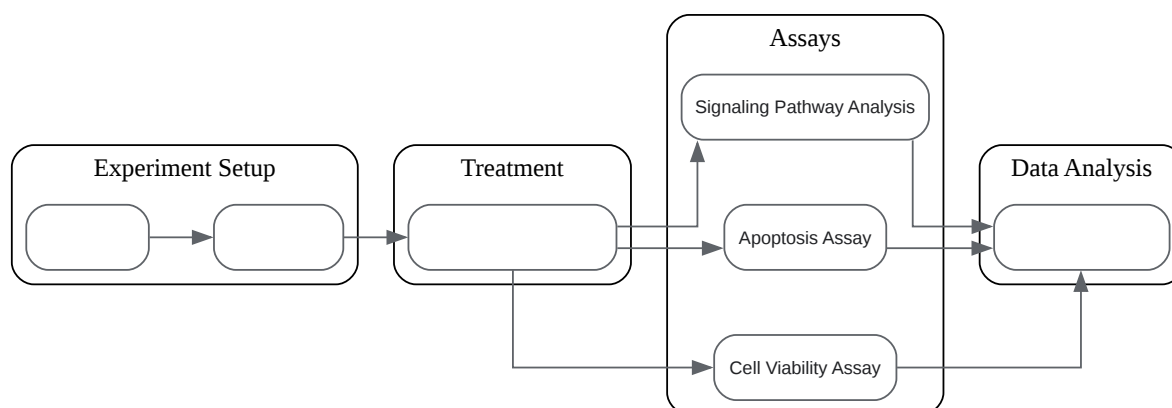 Assays
Signaling Pathway Analysis
Experiment Setup
Treatment
Data Analysis
Apoptosis Assay
Cell Viability Assay